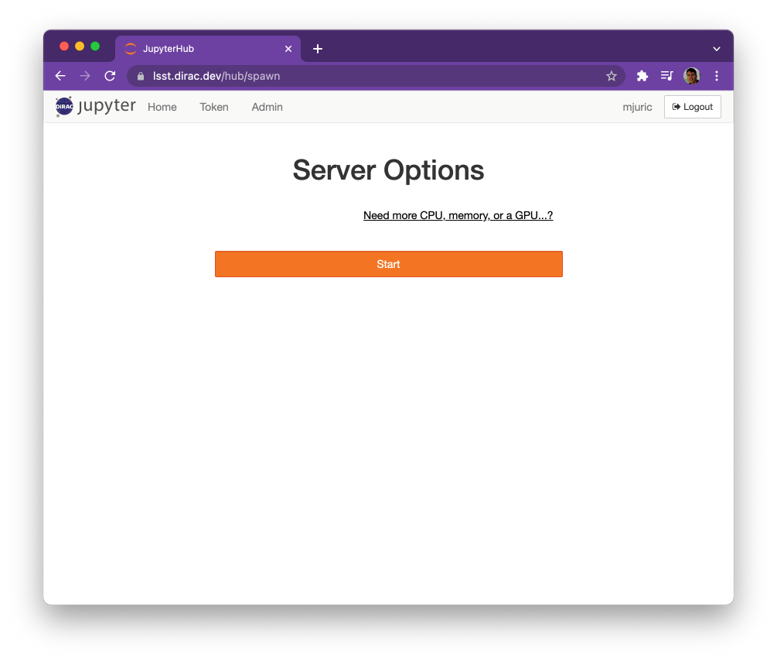 JupyterHub
lsst.dirac.dev/hub/spawn
DiRAC jupyter Home Token Admin mjuric Logout
Server Options
Need more CPU, memory, or a GPU...?
Start